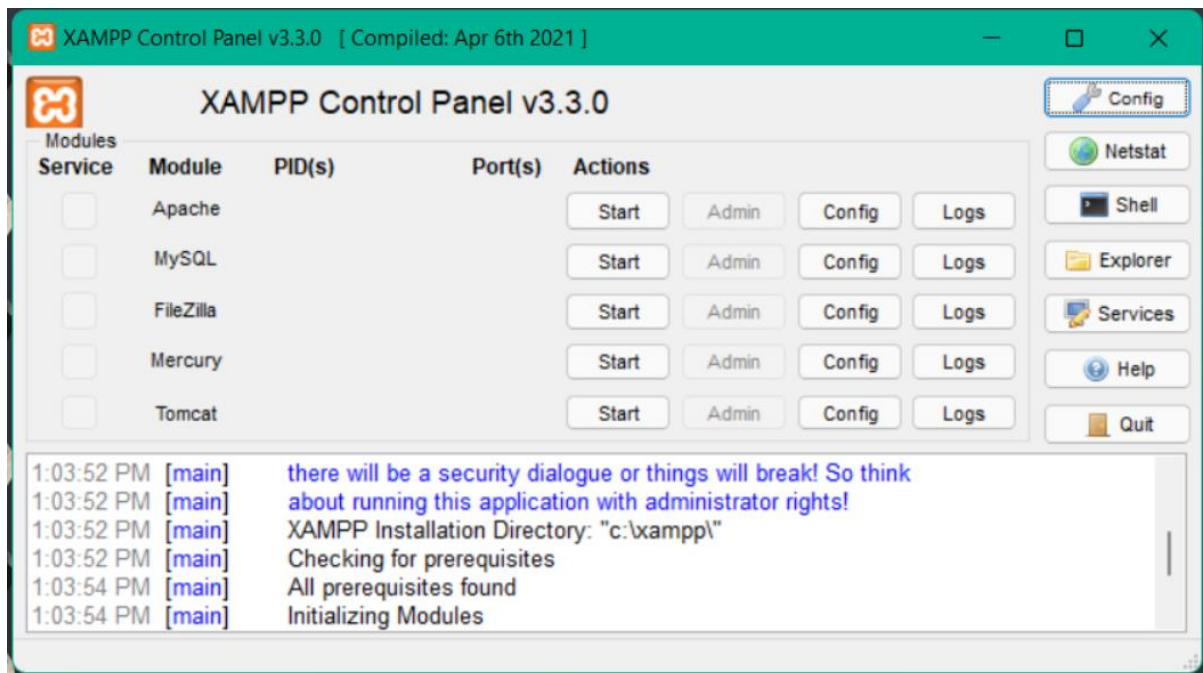 XAMPP Control Panel v3.3.0 [ Compiled: Apr 6th 2021 ]
XAMPP Control Panel v3.3.0
Config
Modules
Netstat
Service Module PID(s) Port(s) Actions
Apache Start Admin Config Logs
Shell
MySQL Start Admin Config Logs
Explorer
FileZilla Start Admin Config Logs
Services
Mercury Start Admin Config Logs
Help
Tomcat Start Admin Config Logs
Quit
1:03:52 PM [main] there will be a security dialogue or things will break! So think
1:03:52 PM [main] about running this application with administrator rights!
1:03:52 PM [main] XAMPP Installation Directory: "c:\xampp\"
1:03:52 PM [main] Checking for prerequisites
1:03:54 PM [main] All prerequisites found
1:03:54 PM [main] Initializing Modules